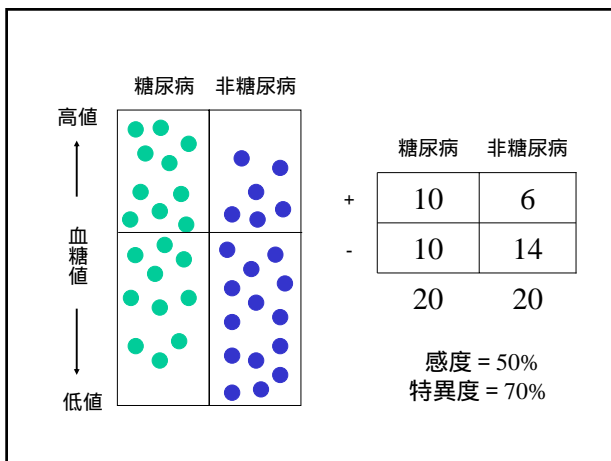 糖尿病 非糖尿病
高値
血糖値
低値
糖尿病 非糖尿病
+ 10 6
- 10 14
20 20
感度 = 50%
特異度 = 70%